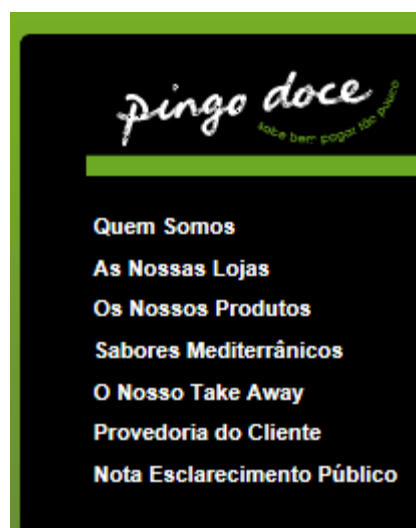 pingo doce
sabe bem pagar tão pouco
Quem Somos
As Nossas Lojas
Os Nossos Produtos
Sabores Mediterrânicos
O Nosso Take Away
Provedoria do Cliente
Nota Esclarecimento Público